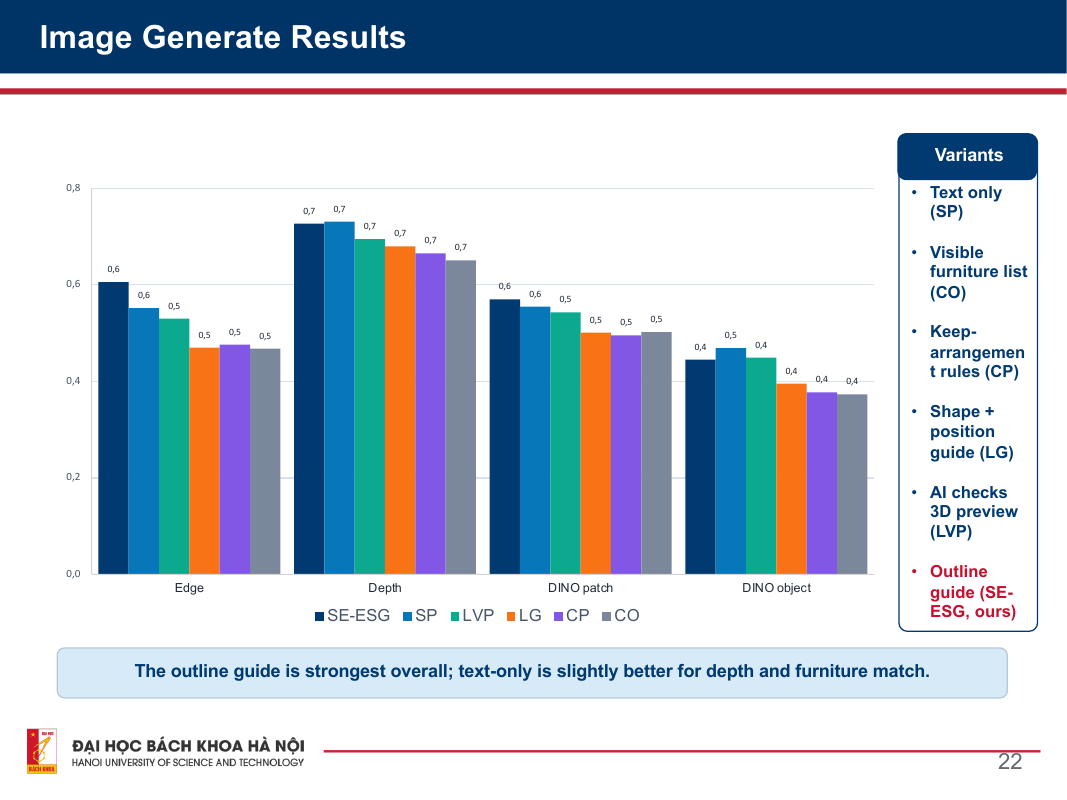 Image Generate Results
Variants
• Text only
(SP)
• Visible
furniture list
(CO)
• Keep-
arrangemen
t rules (CP)
• Shape +
position
guide (LG)
• AI checks
3D preview
(LVP)
• Outline
guide (SE-
ESG, ours)
0,8
0,6
0,4
0,2
0,0
0,6 0,6 0,5 0,5 0,5 0,5
0,7 0,7 0,7 0,7 0,7 0,7
0,6 0,6 0,5 0,5 0,5 0,5
0,4 0,5 0,4 0,4 0,4 0,4
Edge Depth DINO patch DINO object
SE-ESG SP LVP LG CP CO
The outline guide is strongest overall; text-only is slightly better for depth and furniture match.
ĐẠI HỌC BÁCH KHOA HÀ NỘI
HANOI UNIVERSITY OF SCIENCE AND TECHNOLOGY
ĐẠI HỌC
BÁCH KHOA
22